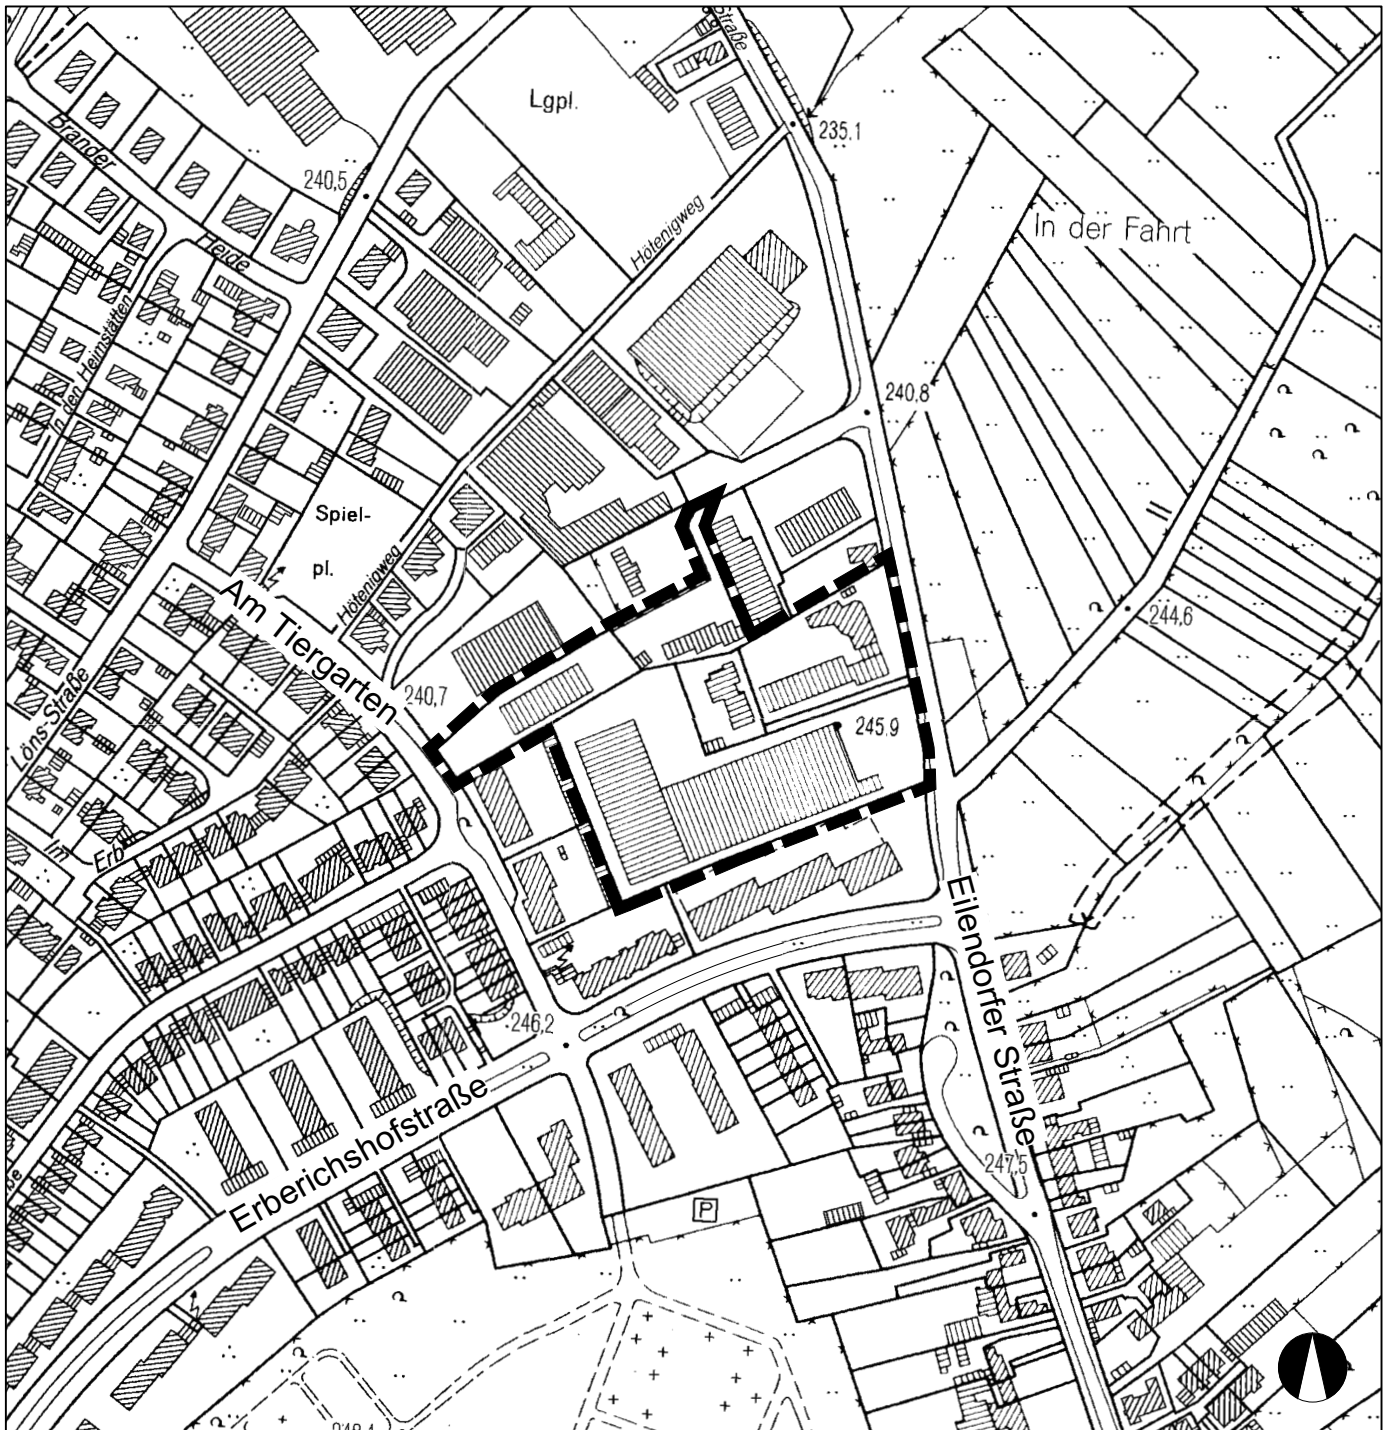 Straße
Lgpl.
235.1
Brander
240,5
Heide
Hötenigweg
In der Fahrt
In den Heimstätten
240,8
Spiel-
pl.
Hötenigweg
Am Tiergarten
244,6
Löns-Straße
240,7
245.9
Im
Erb
Eilendorfer Straße
246,2
Erberichshofstraße
247,5
P